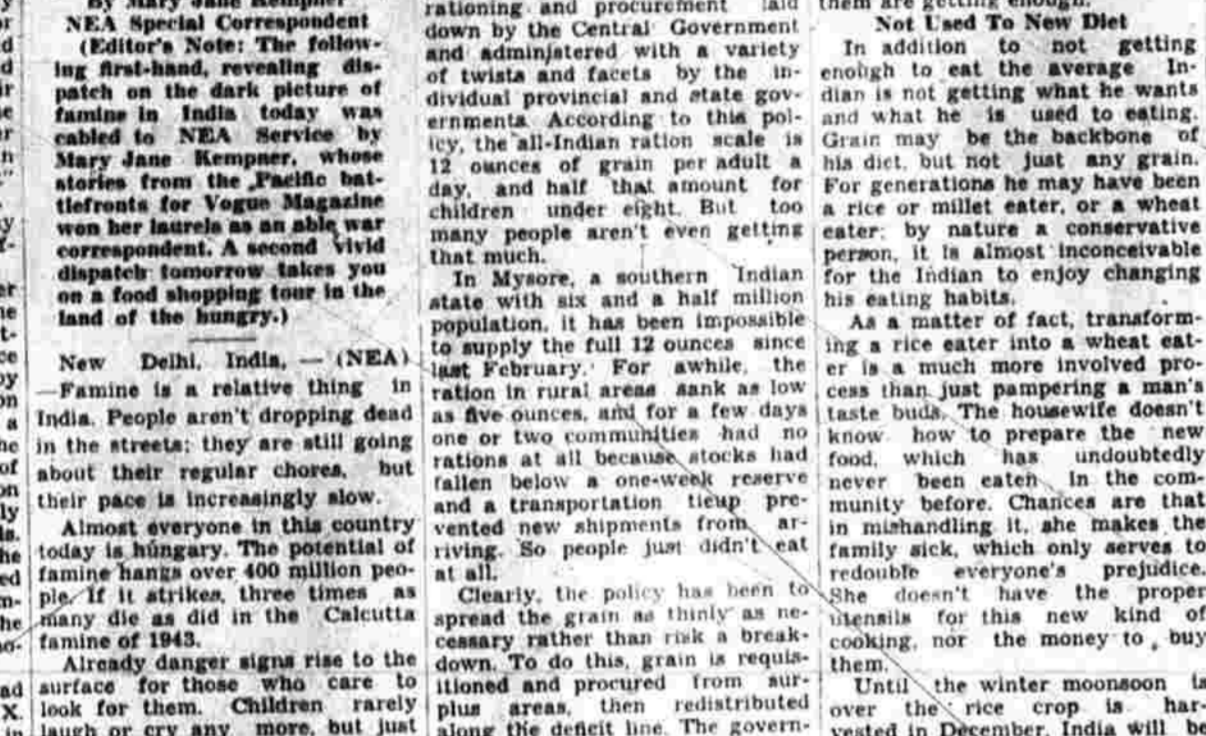 By Mary Jane Kempner
NEA Special Correspondent
(Editor's Note: The follow-
ing first-hand, revealing dis-
patch on the dark picture of
famine in India today was
cabled to NEA Service by
Mary Jane Kempner, whose
stories from the Pacific bat-
tlefronts for Vogue Magazine
won her laurels as an able war
correspondent. A second vivid
dispatch tomorrow takes you
on a food shopping tour in the
land of the hungry.)
New Delhi, India, — (NEA)
—Famine is a relative thing in
India. People aren't dropping dead
in the streets; they are still going
about their regular chores, but
their pace is increasingly slow.
Almost everyone in this country
today is hungary. The potential of
famine hangs over 400 million peo-
ple. If it strikes, three times as
many die as did in the Calcutta
famine of 1943.
Already danger signs rise to the
surface for those who care to
look for them. Children rarely
laugh or cry any more, but just
rationing and procurement laid
down by the Central Government
and administered with a variety
of twists and facets by the in-
dividual provincial and state gov-
ernments. According to this pol-
icy, the all-Indian ration scale is
12 ounces of grain per adult a
day, and half that amount for
children under eight. But too
many people aren't even getting
that much.
In Mysore, a southern Indian
state with six and a half million
population, it has been impossible
to supply the full 12 ounces since
last February. For awhile, the
ration in rural areas sank as low
as five ounces, and for a few days
one or two communities had no
rations at all because stocks had
fallen below a one-week reserve
and a transportation tieup pre-
vented new shipments from ar-
riving. So people just didn't eat
at all.
Clearly, the policy has been to
spread the grain as thinly as ne-
cessary rather than risk a break-
down. To do this, grain is requis-
itioned and procured from sur-
plus areas, then redistributed
along the deficit line. The govern-
them are getting enough.
Not Used To New Diet
In addition to not getting
enough to eat the average In-
dian is not getting what he wants
and what he is used to eating.
Grain may be the backbone of
his diet, but not just any grain.
For generations he may have been
a rice or millet eater, or a wheat
eater; by nature a conservative
person, it is almost inconceivable
for the Indian to enjoy changing
his eating habits.
As a matter of fact, transform-
ing a rice eater into a wheat eat-
er is a much more involved pro-
cess than just pampering a man's
taste buds. The housewife doesn't
know how to prepare the new
food, which has undoubtedly
never been eaten in the com-
munity before. Chances are that
in mishandling it, she makes the
family sick, which only serves to
redouble everyone's prejudice.
She doesn't have the proper
utensils for this new kind of
cooking, nor the money to buy
them.
Until the winter moonsoon is
over the rice crop is har-
vested in December, India will be